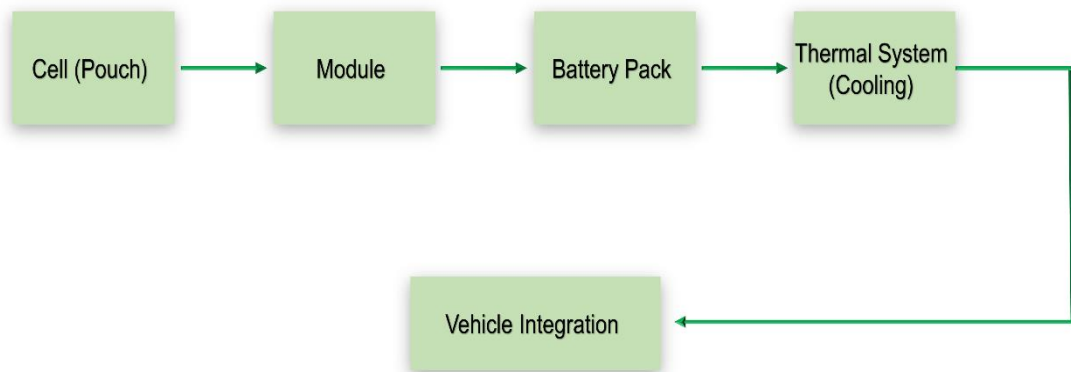 Cell (Pouch)
Module
Battery Pack
Thermal System
(Cooling)
Vehicle Integration